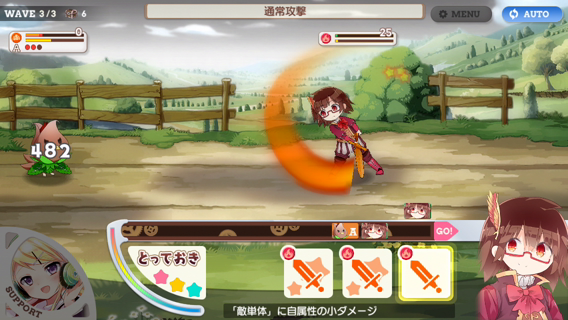 WAVE 3/3 6
通常攻撃
MENU
AUTO
0
A
25
482
A
GO!
とっておき
SUPPORT
「敵単体」に自属性の小ダメージ